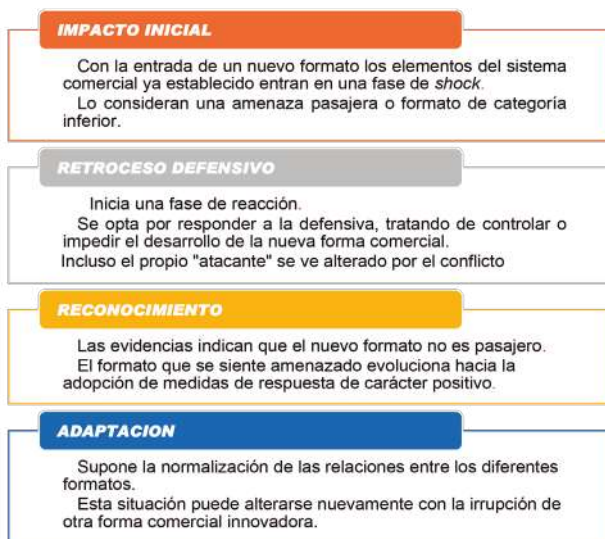 IMPACTO INICIAL
Con la entrada de un nuevo formato los elementos del sistema
comercial ya establecido entran en una fase de shock.
Lo consideran una amenaza pasajera o formato de categoría
inferior.
RETROCESO DEFENSIVO
Inicia una fase de reacción.
Se opta por responder a la defensiva, tratando de controlar o
impedir el desarrollo de la nueva forma comercial.
Incluso el propio "atacante" se ve alterado por el conflicto
RECONOCIMIENTO
Las evidencias indican que el nuevo formato no es pasajero.
El formato que se siente amenazado evoluciona hacia la
adopción de medidas de respuesta de carácter positivo.
ADAPTACION
Supone la normalización de las relaciones entre los diferentes
formatos.
Esta situación puede alterarse nuevamente con la irrupción de
otra forma comercial innovadora.